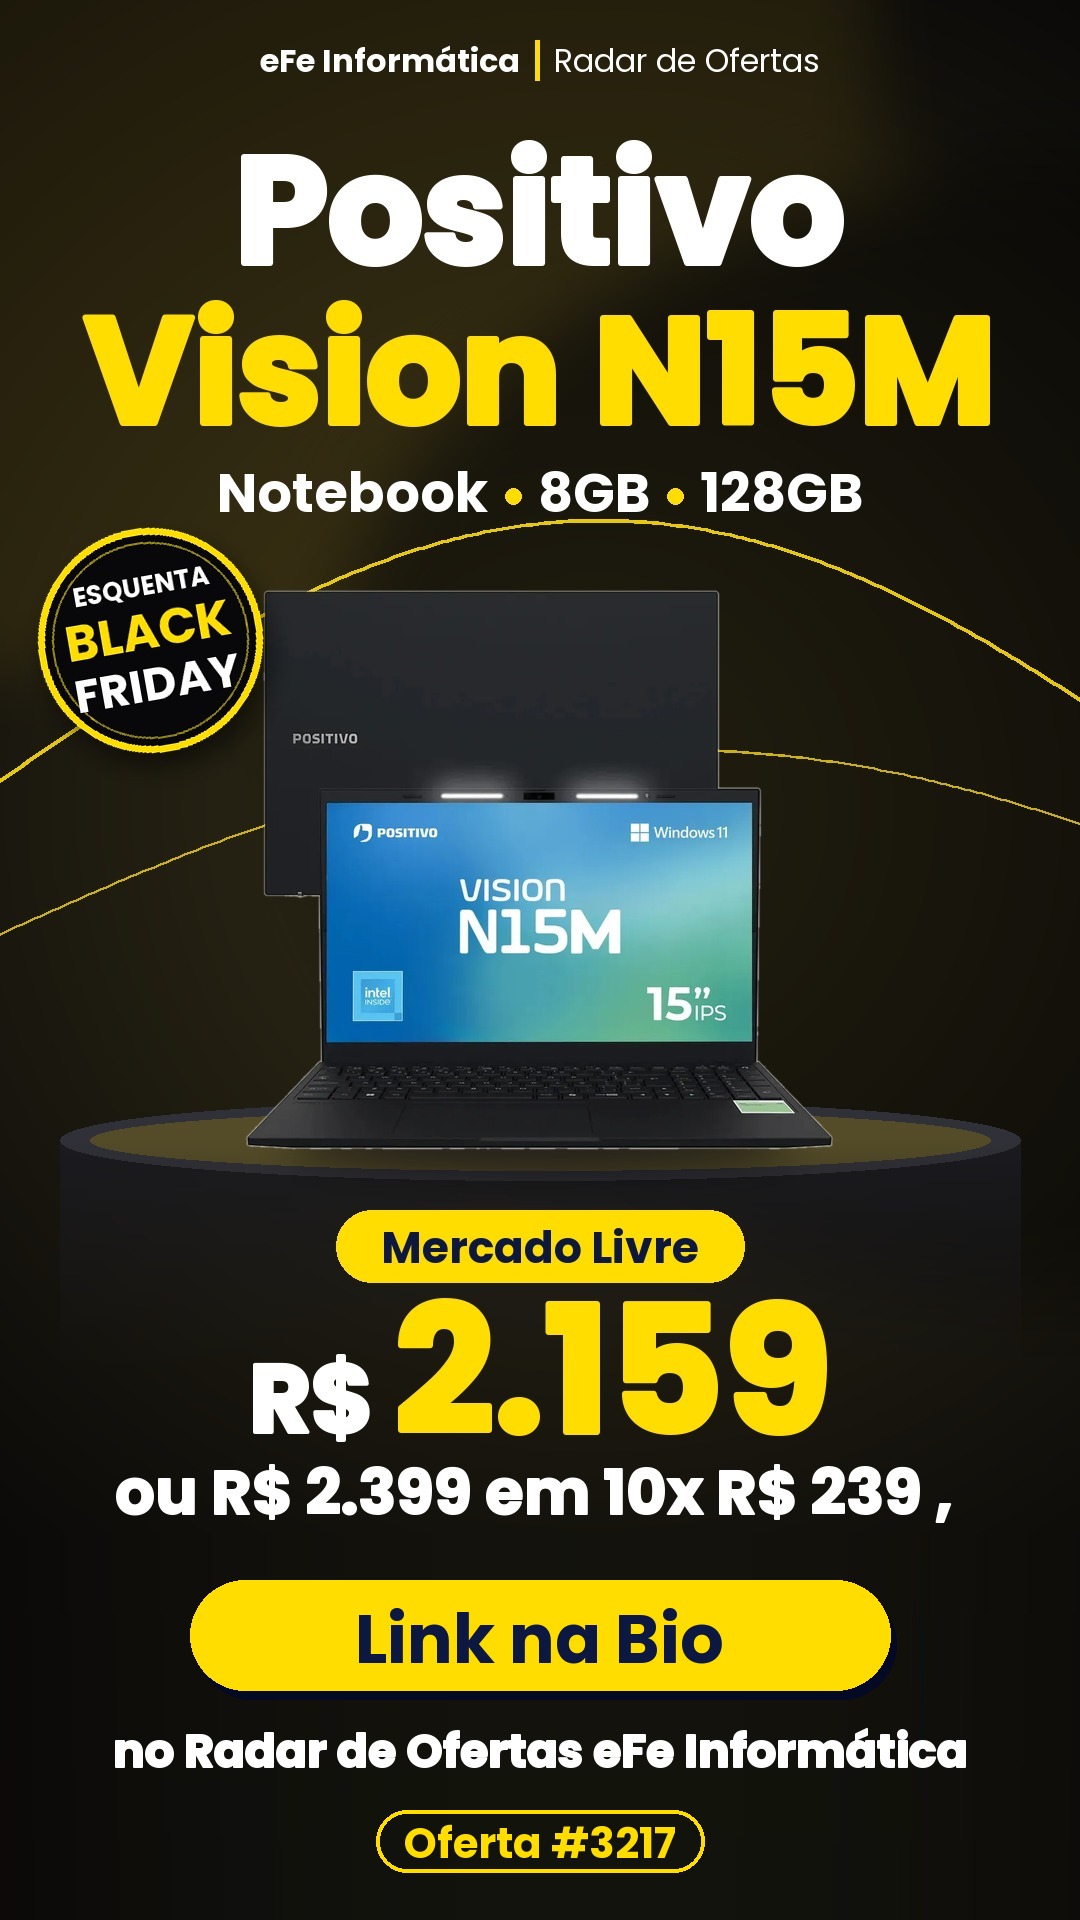 eFe Informática | Radar de Ofertas
Positivo
Vision N15M
Notebook • 8GB • 128GB
ESQUENTA
BLACK
FRIDAY
POSITIVO
POSITIVO
Windows 11
VISION
N15M
intel
INSIDE
15” IPS
Mercado Livre
R$ 2.159
ou R$ 2.399 em 10x R$ 239 ,
Link na Bio
no Radar de Ofertas eFe Informática
Oferta #3217